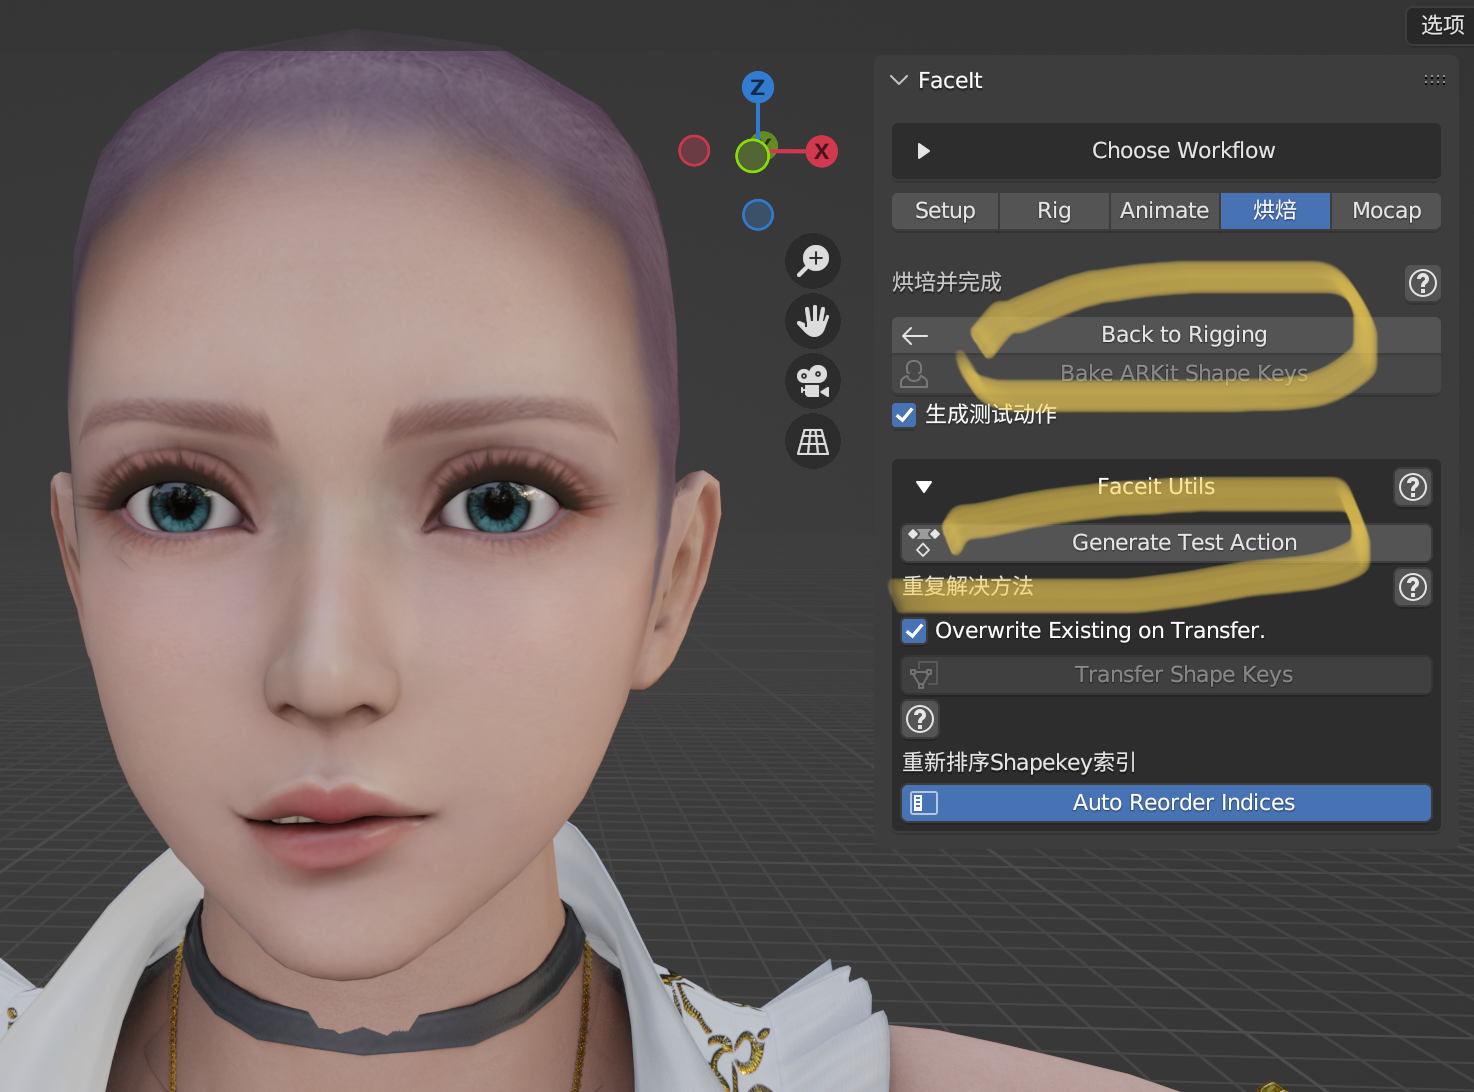 选项
FaceIt
Choose Workflow
Setup Rig Animate 烘焙 Mocap
Z
Y
X
烘培并完成
Back to Rigging
Bake ARKit Shape Keys
生成测试动作
Faceit Utils
Generate Test Action
重复解决方法
Overwrite Existing on Transfer.
Transfer Shape Keys
重新排序Shapekey索引
Auto Reorder Indices